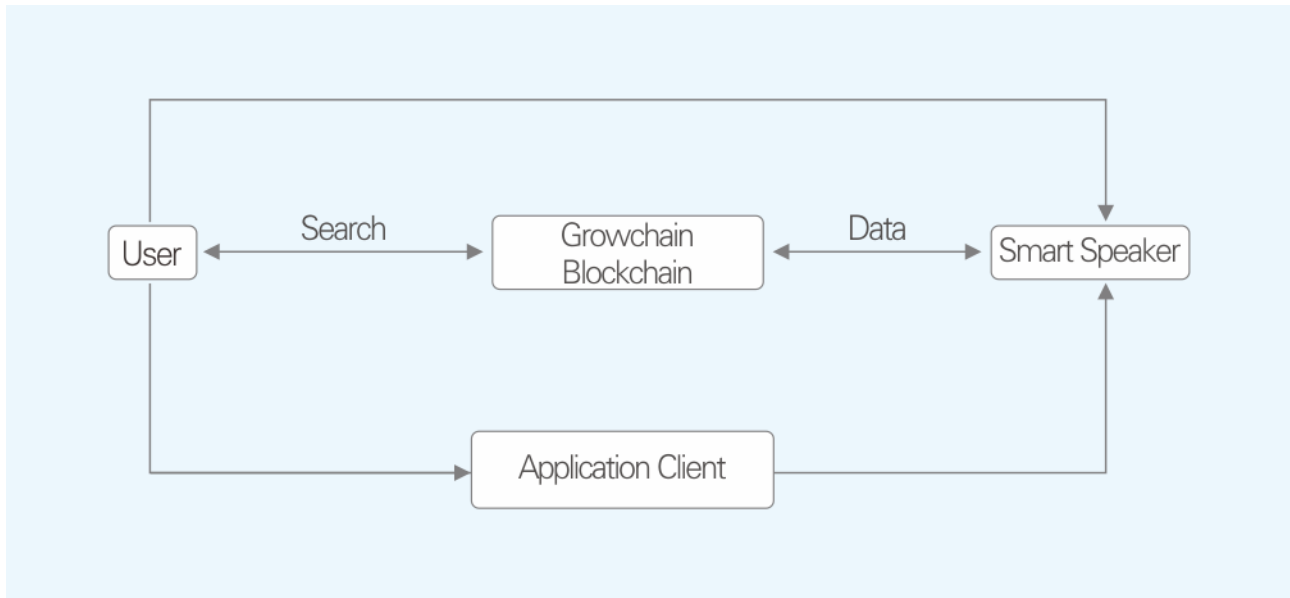 Search
Data
User
Growchain
Blockchain
Smart Speaker
Application Client